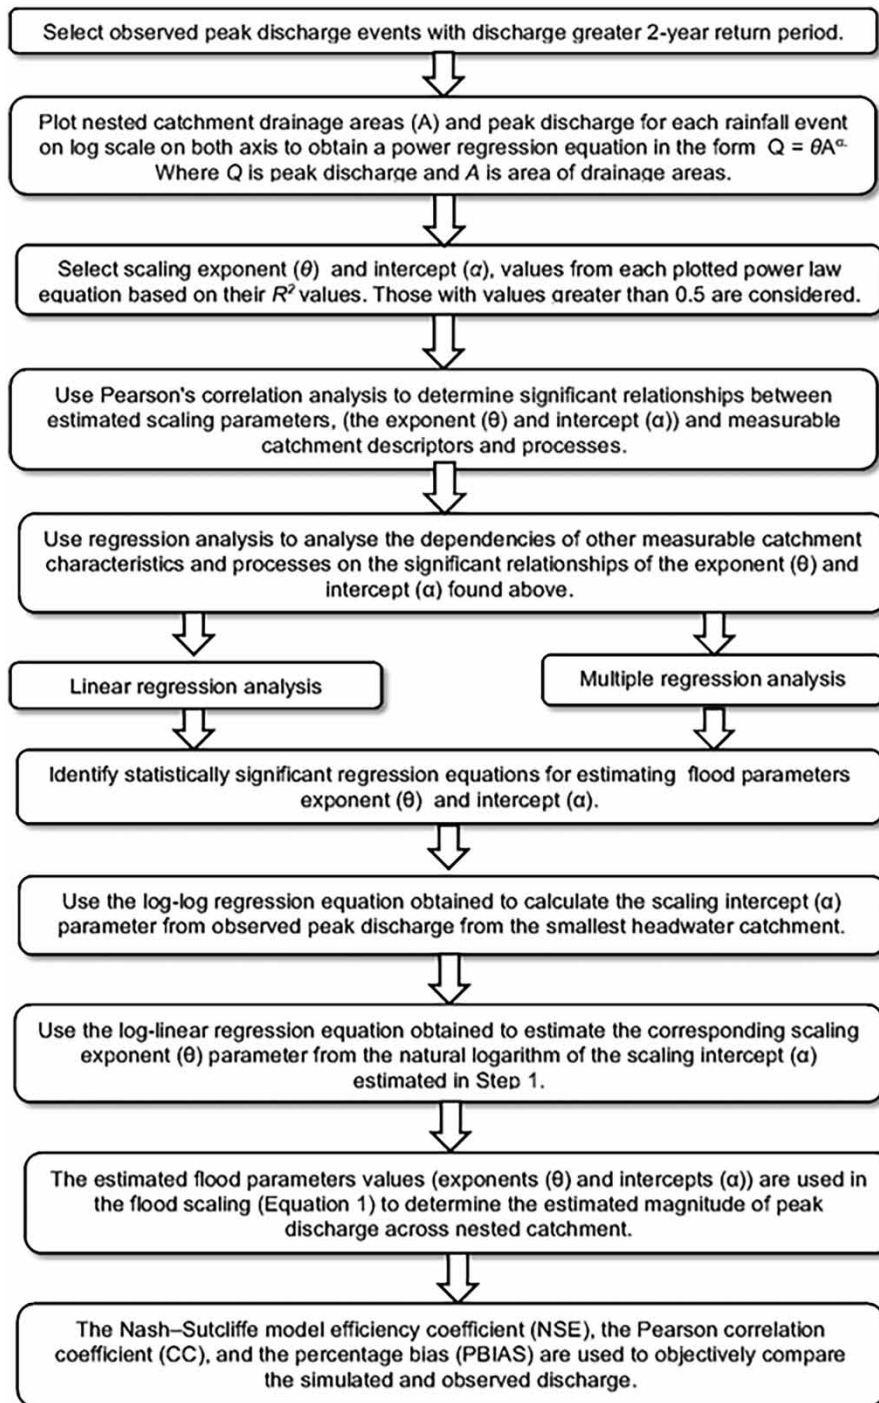 Select observed peak discharge events with discharge greater 2-year return period.
Plot nested catchment drainage areas (A) and peak discharge for each rainfall event
on log scale on both axis to obtain a power regression equation in the form Q = θA^α.
Where Q is peak discharge and A is area of drainage areas.
Select scaling exponent (θ) and intercept (α), values from each plotted power law
equation based on their R² values. Those with values greater than 0.5 are considered.
Use Pearson's correlation analysis to determine significant relationships between
estimated scaling parameters, (the exponent (θ) and intercept (α)) and measurable
catchment descriptors and processes.
Use regression analysis to analyse the dependencies of other measurable catchment
characteristics and processes on the significant relationships of the exponent (θ) and
intercept (α) found above.
Linear regression analysis
Multiple regression analysis
Identify statistically significant regression equations for estimating flood parameters
exponent (θ) and intercept (α).
Use the log-log regression equation obtained to calculate the scaling intercept (α)
parameter from observed peak discharge from the smallest headwater catchment.
Use the log-linear regression equation obtained to estimate the corresponding scaling
exponent (θ) parameter from the natural logarithm of the scaling intercept (α)
estimated in Step 1.
The estimated flood parameters values (exponents (θ) and intercepts (α)) are used in
the flood scaling (Equation 1) to determine the estimated magnitude of peak
discharge across nested catchment.
The Nash–Sutcliffe model efficiency coefficient (NSE), the Pearson correlation
coefficient (CC), and the percentage bias (PBIAS) are used to objectively compare
the simulated and observed discharge.